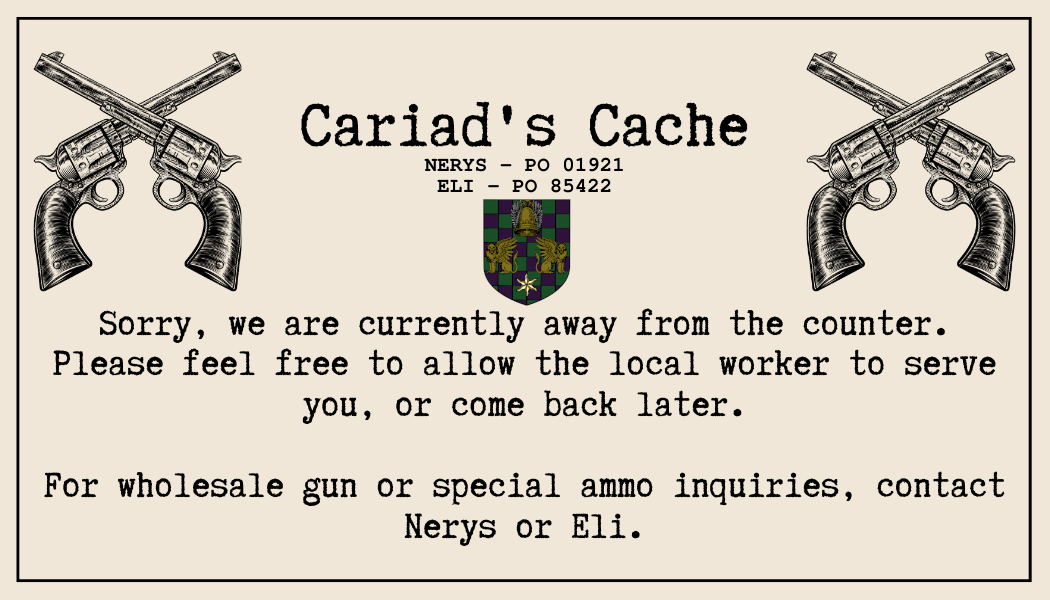 Cariad's Cache
NERYS - PO 01921
ELI - PO 85422
Sorry, we are currently away from the counter.
Please feel free to allow the local worker to serve
you, or come back later.
For wholesale gun or special ammo inquiries, contact
Nerys or Eli.